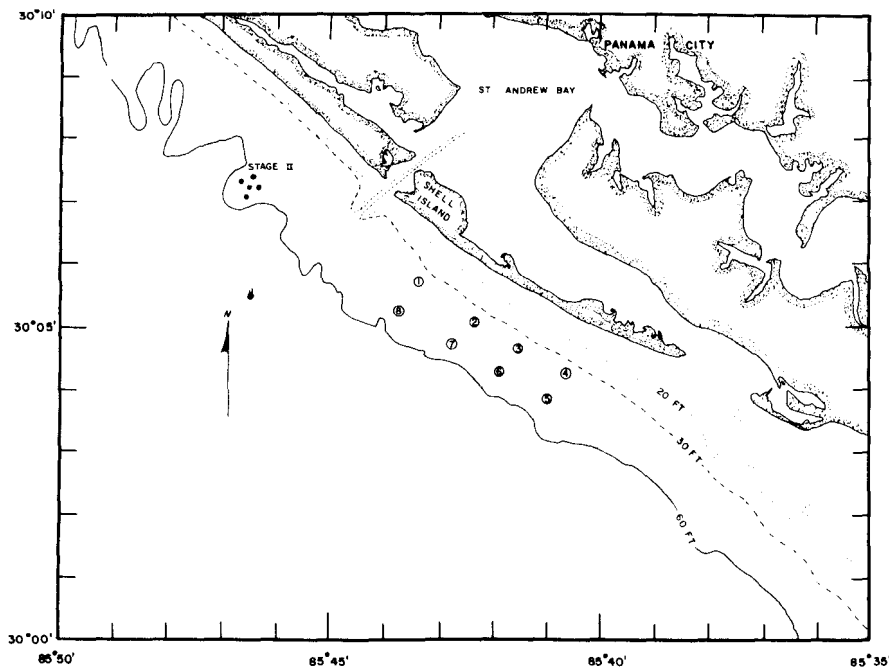 30°10'
PANAMA CITY
ST ANDREW BAY
STAGE II
SHELL
ISLAND
N
1
8
30°05'
2
7
3
6
4
5
20 FT
30 FT
60 FT
30°00'
85°50'
85°45'
85°40'
85°35'